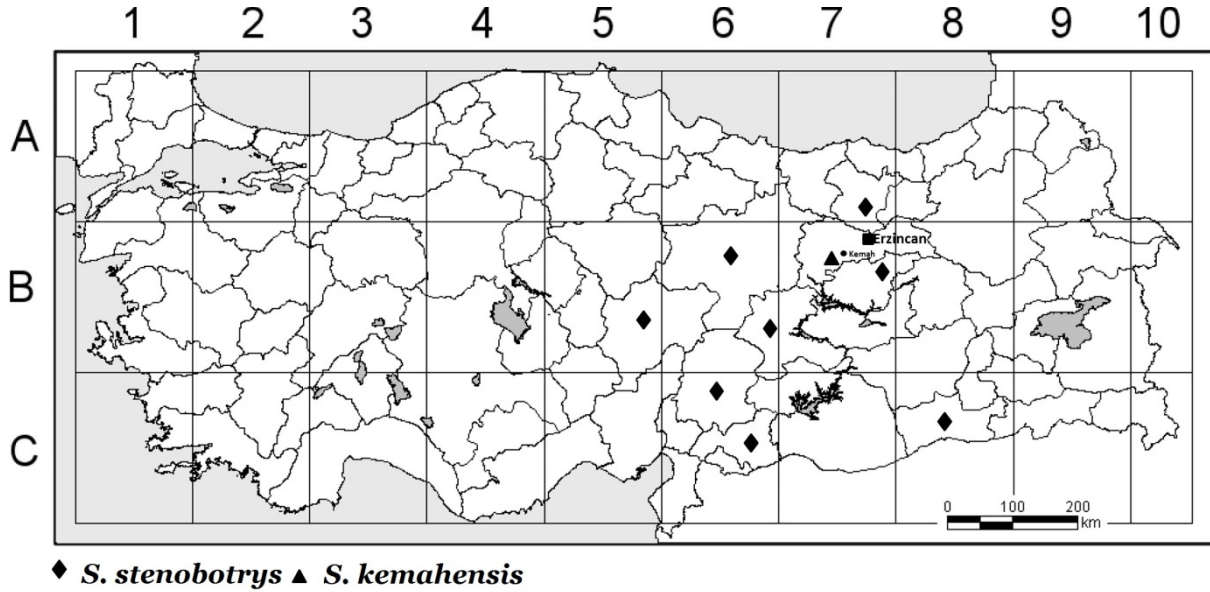 1 2 3 4 5 6 7 8 9 10
A
Erzincan
Kemah
B
C
0 100 200
km
S. stenobotrys S. kemahensis